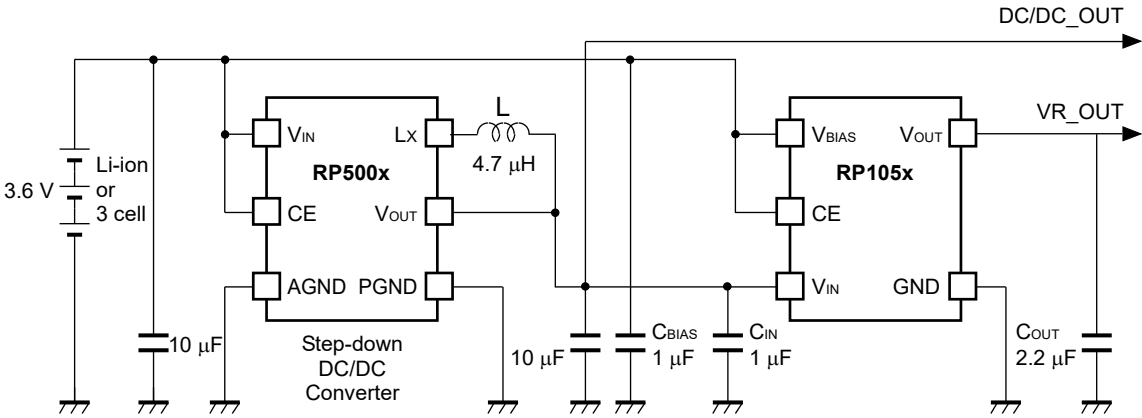 DC/DC_OUT
VR_OUT
L
VIN
LX
4.7 μH
RP500x
VBIAS
VOUT
RP105x
3.6 V
Li-ion
or
3 cell
CE
VOUT
CE
AGND
PGND
VIN
GND
10 μF
Step-down
DC/DC
Converter
10 μF
CBIAS
1 μF
CIN
1 μF
COUT
2.2 μF